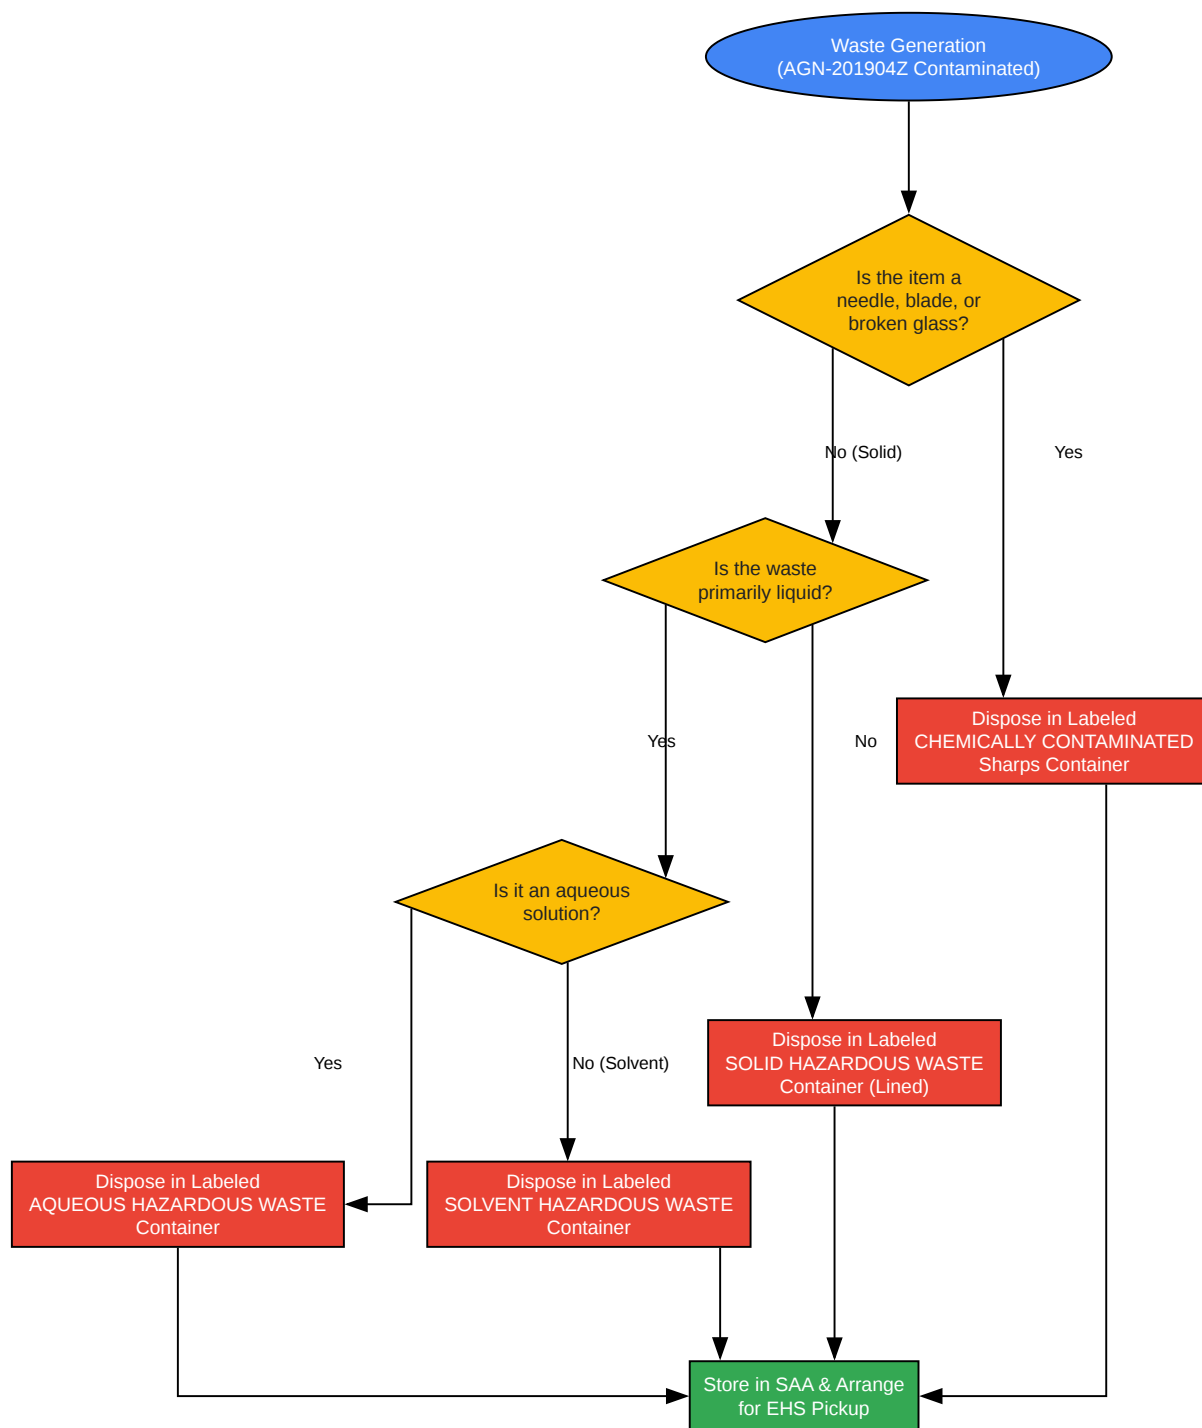 Waste Generation
(AGN-201904Z Contaminated)
Is the item a
needle, blade, or
broken glass?
No (Solid)
Yes
Is the waste
primarily liquid?
Yes
No
Dispose in Labeled
CHEMICALLY CONTAMINATED
Sharps Container
Is it an aqueous
solution?
Yes
No (Solvent)
Dispose in Labeled
SOLID HAZARDOUS WASTE
Container (Lined)
Dispose in Labeled
AQUEOUS HAZARDOUS WASTE
Container
Dispose in Labeled
SOLVENT HAZARDOUS WASTE
Container
Store in SAA & Arrange
for EHS Pickup